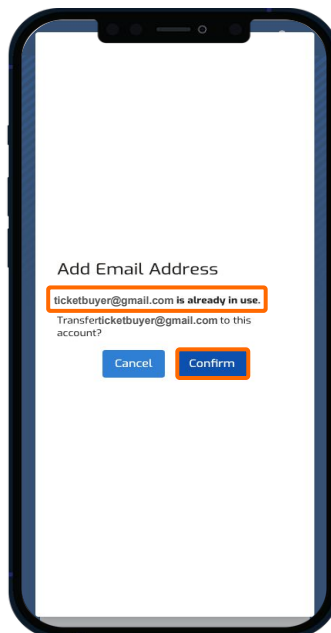 Add Email Address
ticketbuyer@gmail.com is already in use.
Transferticketbuyer@gmail.com to this
account?
Cancel Confirm